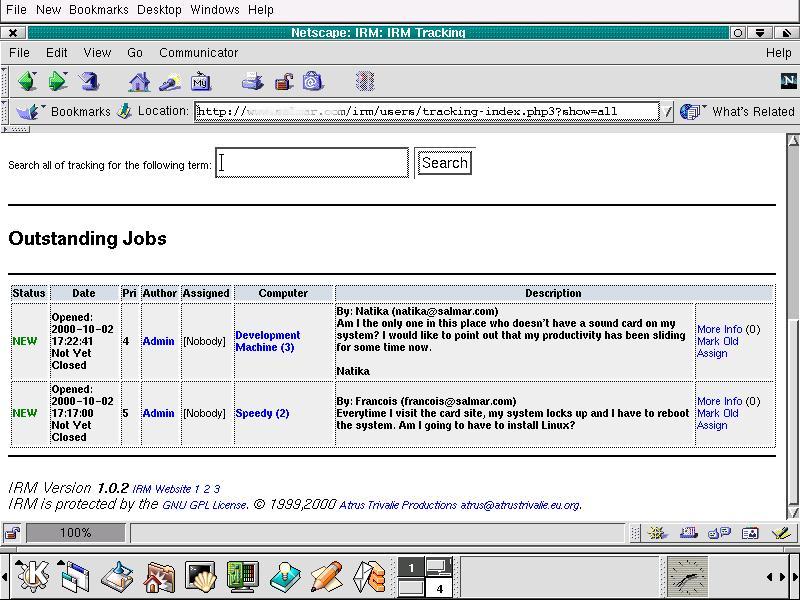 File New Bookmarks Desktop Windows Help
Netscape: IRM: IRM Tracking
File Edit View Go Communicator Help
My
N
Bookmarks Location: http://www.salmar.com/irm/users/tracking-index.php3?show=all What's Related
Search all of tracking for the following term: Search
Outstanding Jobs
Status Date Pri Author Assigned Computer Description
NEW Opened: 2000-10-02 17:22:41 Not Yet Closed 4 Admin [Nobody] Development Machine (3)
By: Natika (natika@salmar.com)
Am I the only one in this place who doesn't have a sound card on my
system? I would like to point out that my productivity has been sliding
for some time now.
Natika
More Info (0)
Mark Old
Assign
NEW Opened: 2000-10-02 17:17:00 Not Yet Closed 5 Admin [Nobody] Speedy (2)
By: Francois (francois@salmar.com)
Everytime I visit the card site, my system locks up and I have to reboot
the system. Am I going to have to install Linux?
More Info (0)
Mark Old
Assign
IRM Version 1.0.2 IRM Website 1 2 3
IRM is protected by the GNU GPL License. © 1999,2000 Atrus Trivalie Productions atrus@atrustrivalie.eu.org.
100%
K
1
4